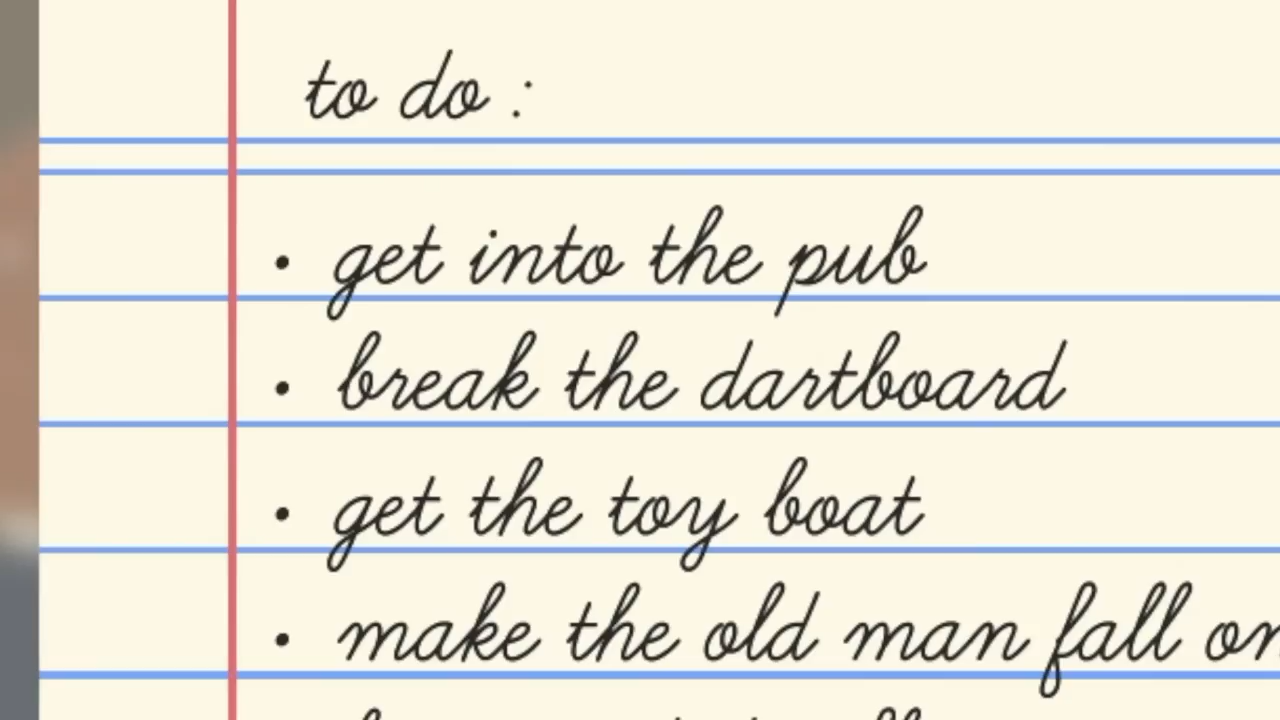 to do :
• get into the pub
• break the dartboard
• get the toy boat
• make the old man fall on